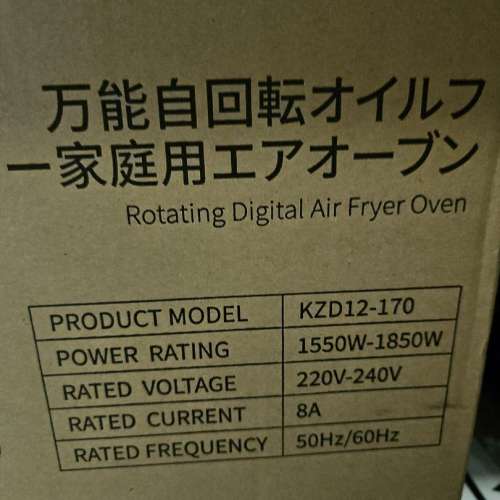 万能自回転オイルフ
ー家庭用エアオーブン
Rotating Digital Air Fryer Oven
PRODUCT MODEL KZD12-170
POWER RATING 1550W-1850W
RATED VOLTAGE 220V-240V
RATED CURRENT 8A
RATED FREQUENCY 50Hz/60Hz